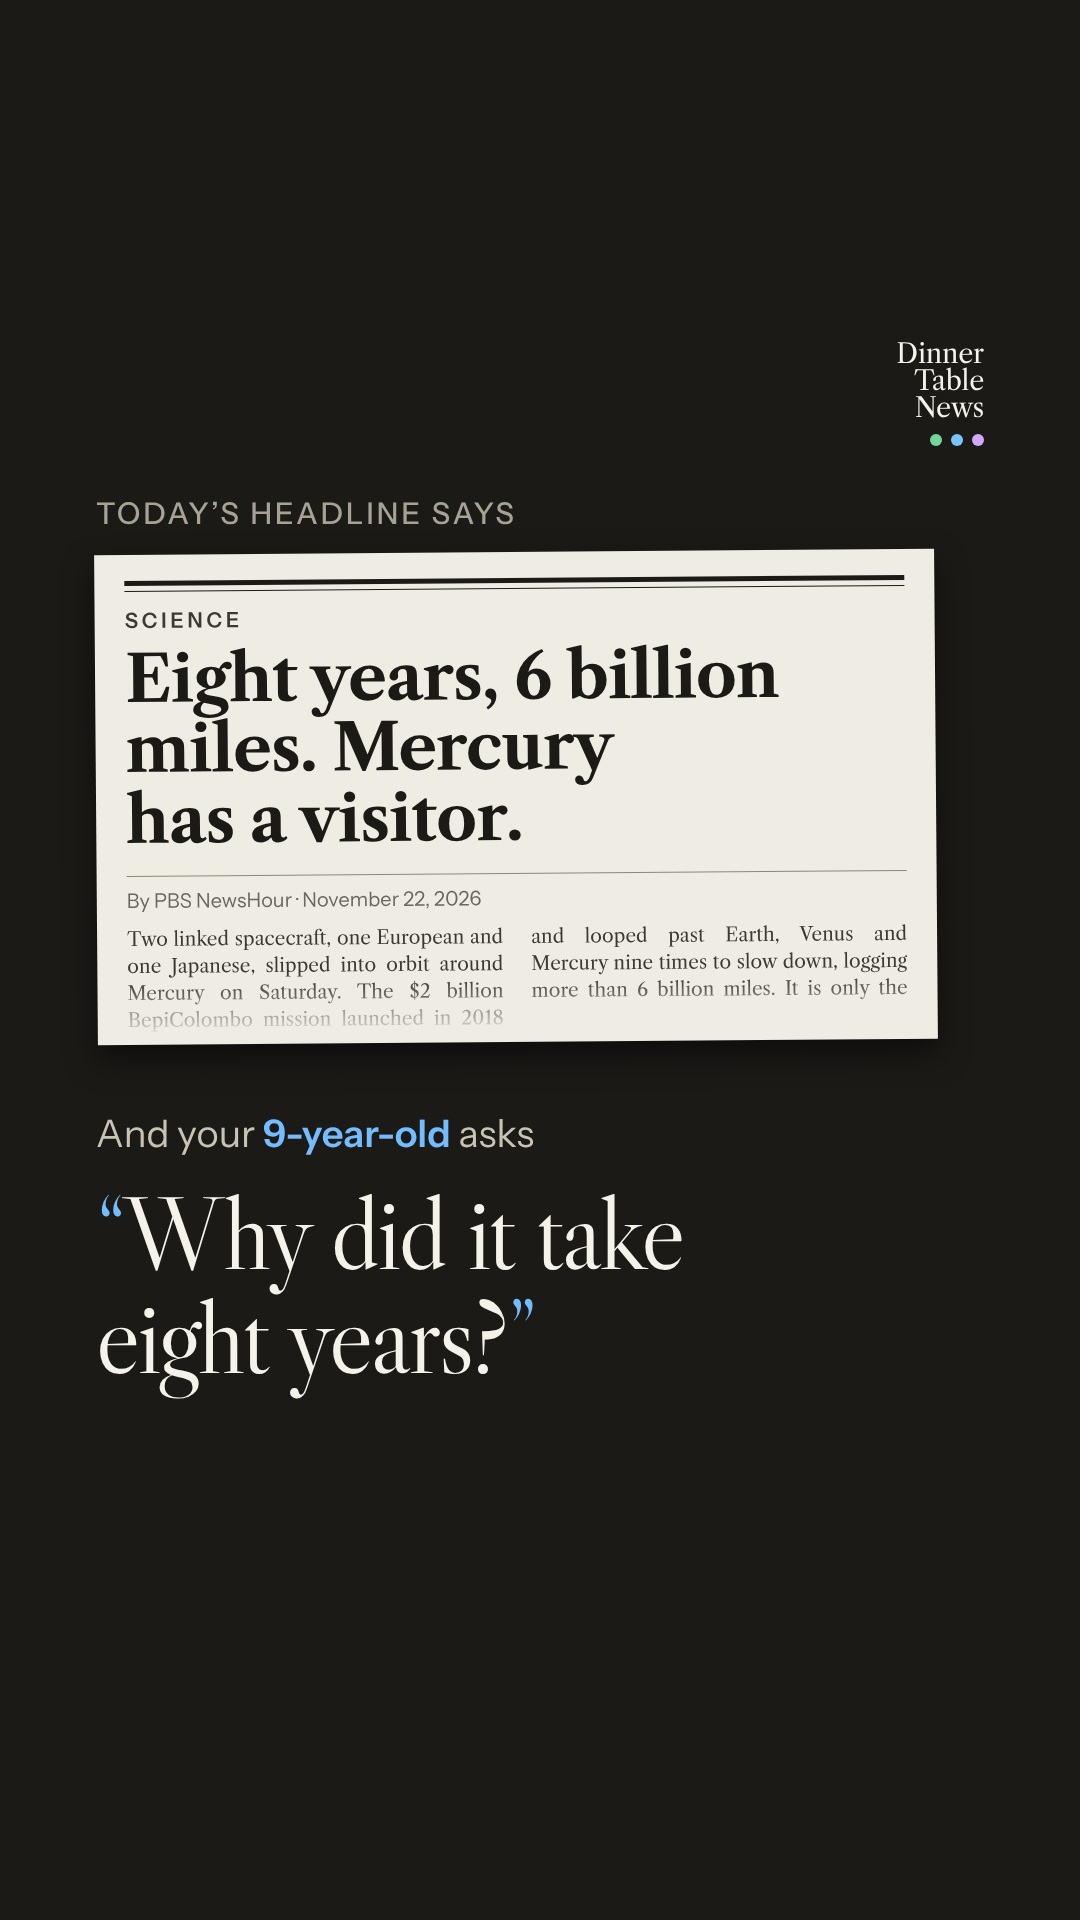 Dinner
Table
News
TODAY’S HEADLINE SAYS
SCIENCE
Eight years, 6 billion
miles. Mercury
has a visitor.
By PBS NewsHour · November 22, 2026
Two linked spacecraft, one European and
one Japanese, slipped into orbit around
Mercury on Saturday. The $2 billion
BepiColombo mission launched in 2018
and looped past Earth, Venus and
Mercury nine times to slow down, logging
more than 6 billion miles. It is only the
And your 9-year-old asks
“Why did it take
eight years?”